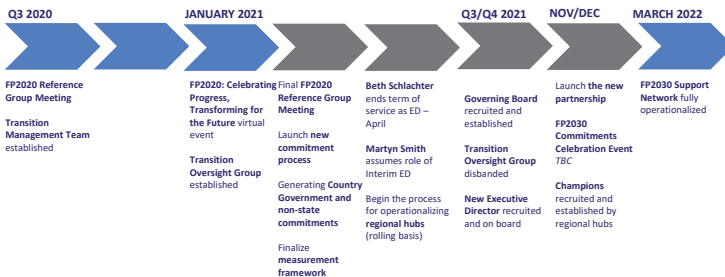 Q3 2020
FP2020 Reference
Group Meeting
Transition
Management Team
established
JANUARY 2021
FP2020: Celebrating
Progress,
Transforming for
the Future virtual
event
Transition
Oversight Group
established
Final FP2020
Reference Group
Meeting
Launch new
commitment
process
Generating Country
Government and
non-state
commitments
Finalize
measurement
framework
Beth Schlachter
ends term of
service as ED –
April
Martyn Smith
assumes role of
Interim ED
Begin the process
for operationalizing
regional hubs
(rolling basis)
Q3/Q4 2021
Governing Board
recruited and
established
Transition
Oversight Group
disbanded
New Executive
Director recruited
and on board
NOV/DEC
Launch the new
partnership
FP2030
Commitments
Celebration Event
TBC
Champions
recruited and
established by
regional hubs
MARCH 2022
FP2030 Support
Network fully
operationalized